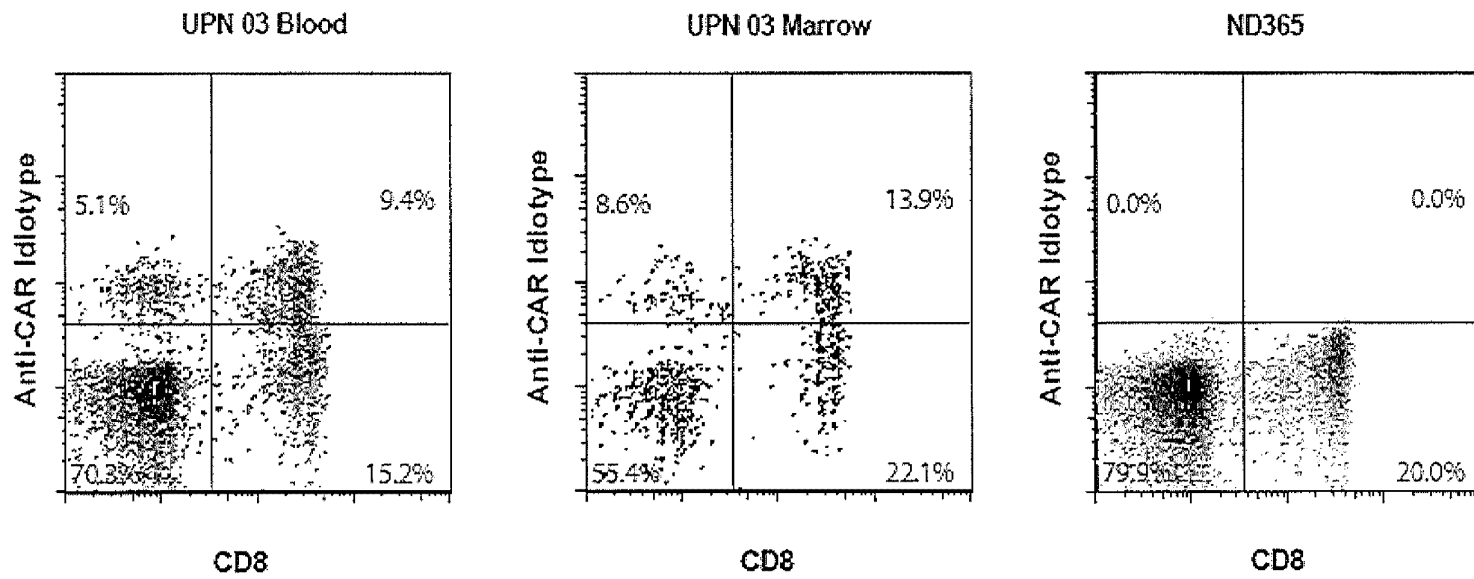 UPN 03 Blood
UPN 03 Marrow
ND365
Anti-CAR Idiotype
5.1%
9.4%
70.3%
15.2%
CD8
Anti-CAR Idiotype
8.6%
13.9%
55.4%
22.1%
CD8
Anti-CAR Idiotype
0.0%
0.0%
79.9%
20.0%
CD8